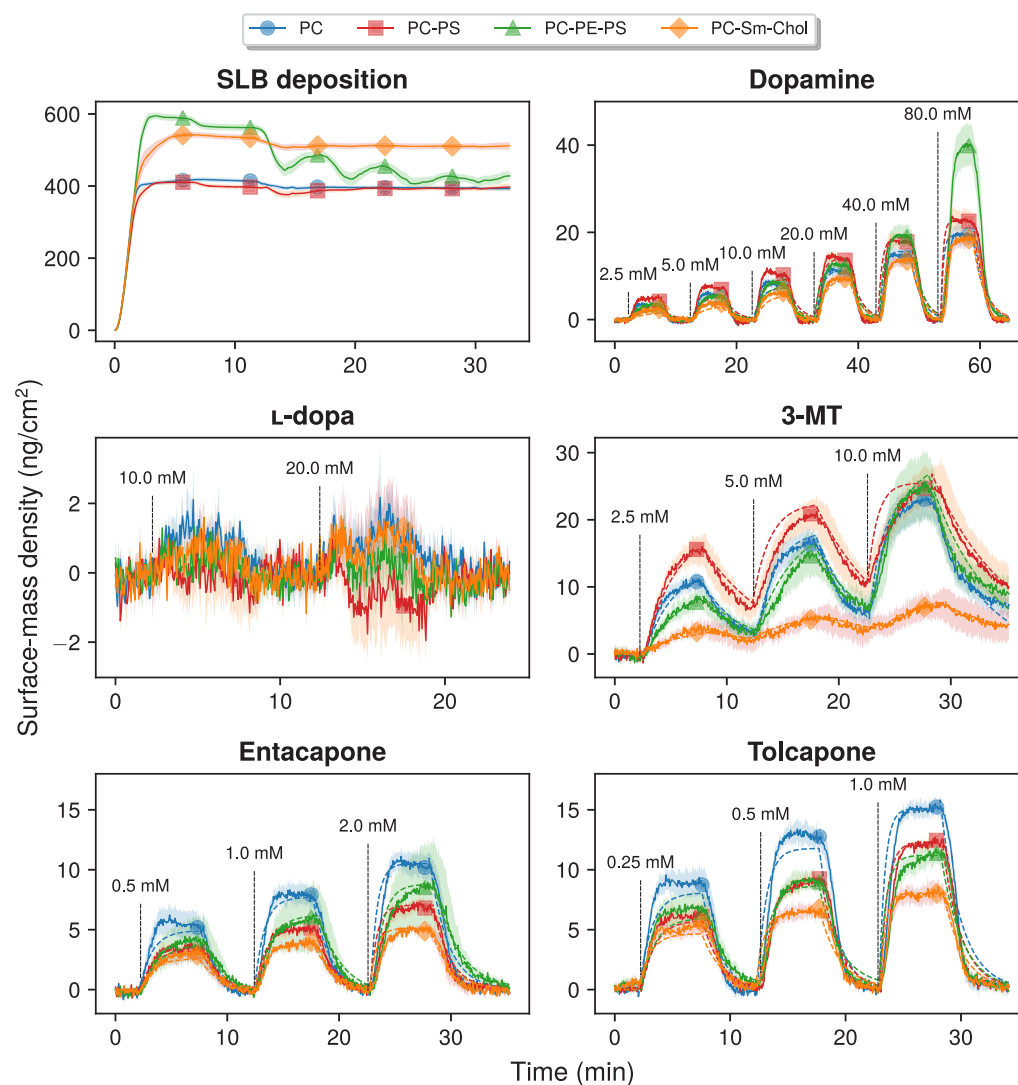 PC PC-PS PC-PE-PS PC-Sm-Chol
SLB deposition
600
400
200
0
0 10 20 30
Dopamine
40
20
0
2.5 mM
5.0 mM
10.0 mM
20.0 mM
40.0 mM
80.0 mM
0 20 40 60
ʟ-dopa
2
0
−2
10.0 mM
20.0 mM
0 10 20
3-MT
30
20
10
0
2.5 mM
5.0 mM
10.0 mM
0 10 20 30
Entacapone
15
10
5
0
0.5 mM
1.0 mM
2.0 mM
0 10 20 30
Tolcapone
15
10
5
0
0.25 mM
0.5 mM
1.0 mM
0 10 20 30
Surface-mass density (ng/cm²)
Time (min)